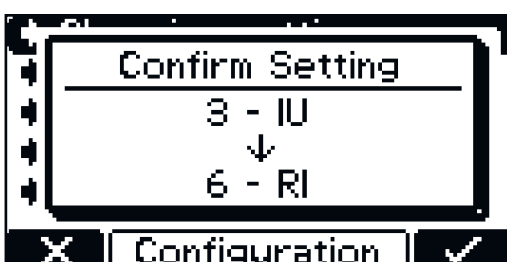 Confirm Setting
3 - IU
↓
6 - RI
Configuration